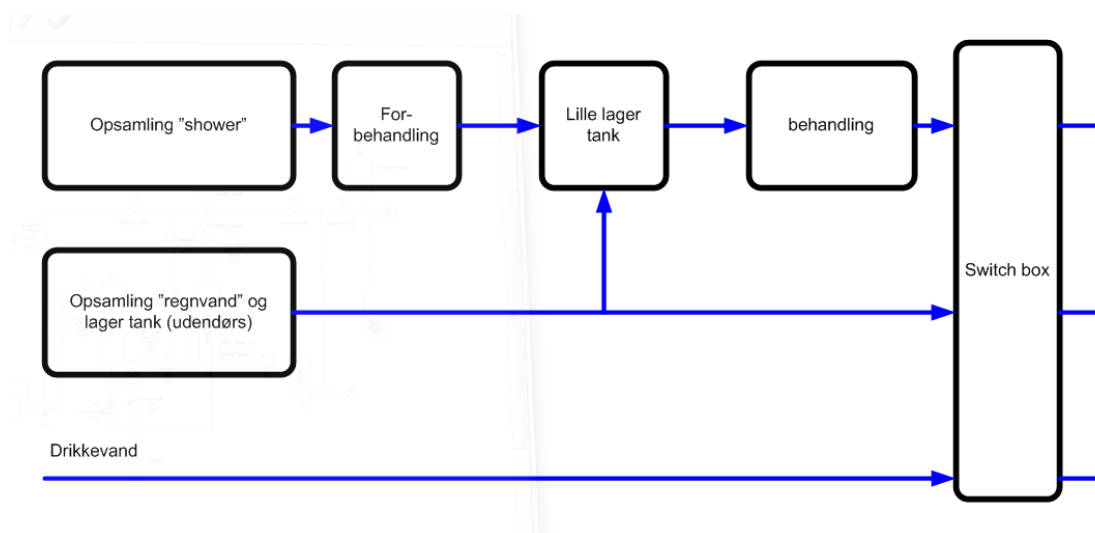 Opsamling "shower"
For-
behandling
Lille lager
tank
behandling
Switch box
Opsamling "regnvand" og
lager tank (udendørs)
Drikkevand